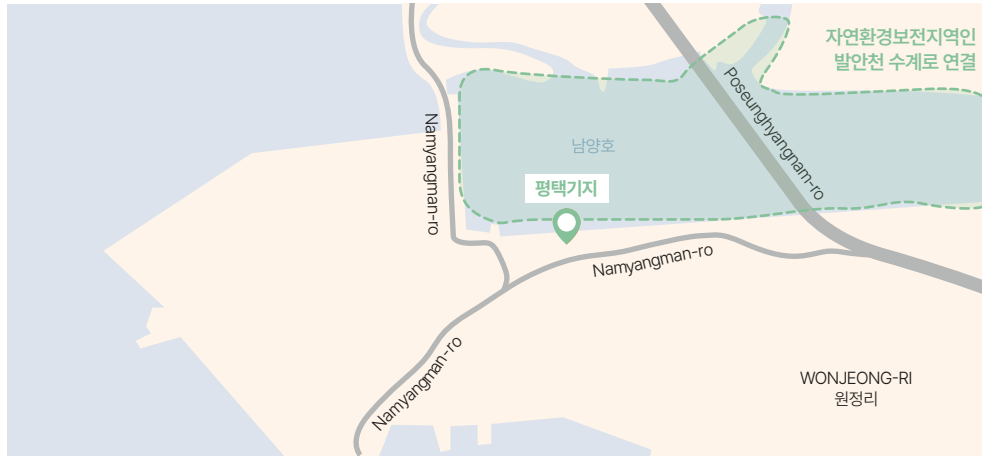 자연환경보전지역인
발안천 수계로 연결
Poseunghyangnam-ro
Namyangman-ro
남양호
평택기지
Namyangman-ro
Namyangman-ro
WONJEONG-RI
원정리